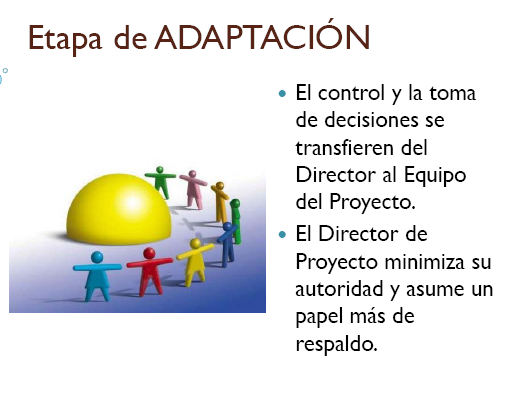 Etapa de ADAPTACIÓN
• El control y la toma
de decisiones se
transfieren del
Director al Equipo
del Proyecto.
• El Director de
Proyecto minimiza su
autoridad y asume un
papel más de
respaldo.